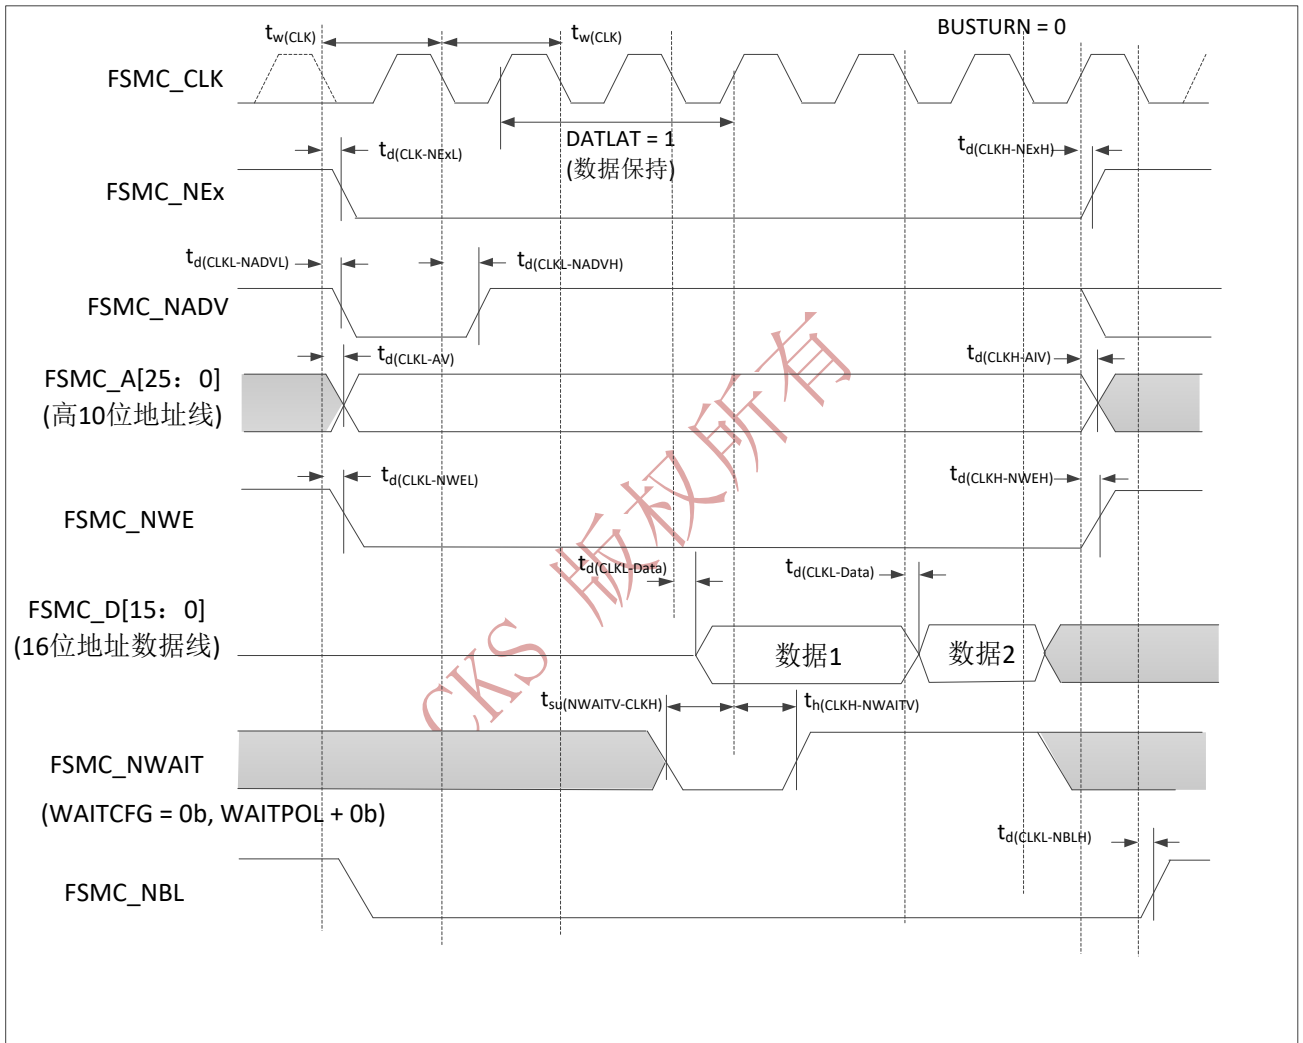 BUSTURN = 0
tw(CLK)
tw(CLK)
FSMC_CLK
DATLAT = 1
(数据保持)
td(CLK-NExL)
td(CLKH-NExH)
FSMC_NEx
td(CLKL-NADVL)
td(CLKL-NADVH)
FSMC_NADV
td(CLKL-AV)
td(CLKH-AIV)
FSMC_A[25：0]
(高10位地址线)
td(CLKL-NWEL)
td(CLKH-NWEH)
FSMC_NWE
td(CLKL-Data)
td(CLKL-Data)
FSMC_D[15：0]
(16位地址数据线)
数据1
数据2
tsu(NWAITV-CLKH)
th(CLKH-NWAITV)
FSMC_NWAIT
(WAITCFG = 0b, WAITPOL + 0b)
td(CLKL-NBLH)
FSMC_NBL
CKS 版权所有